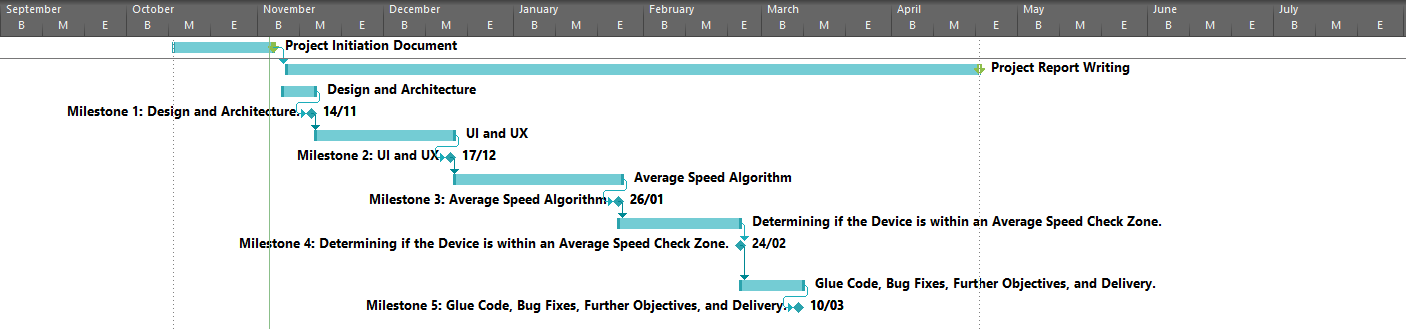 September October November December January February March April May June July
B M E B M E B M E B M E B M E B M E B M E B M E B M E B M E B M E
Project Initiation Document
Project Report Writing
Design and Architecture
Milestone 1: Design and Architecture. 14/11
UI and UX
Milestone 2: UI and UX 17/12
Average Speed Algorithm
Milestone 3: Average Speed Algorithm 26/01
Determining if the Device is within an Average Speed Check Zone.
Milestone 4: Determining if the Device is within an Average Speed Check Zone. 24/02
Glue Code, Bug Fixes, Further Objectives, and Delivery.
Milestone 5: Glue Code, Bug Fixes, Further Objectives, and Delivery. 10/03